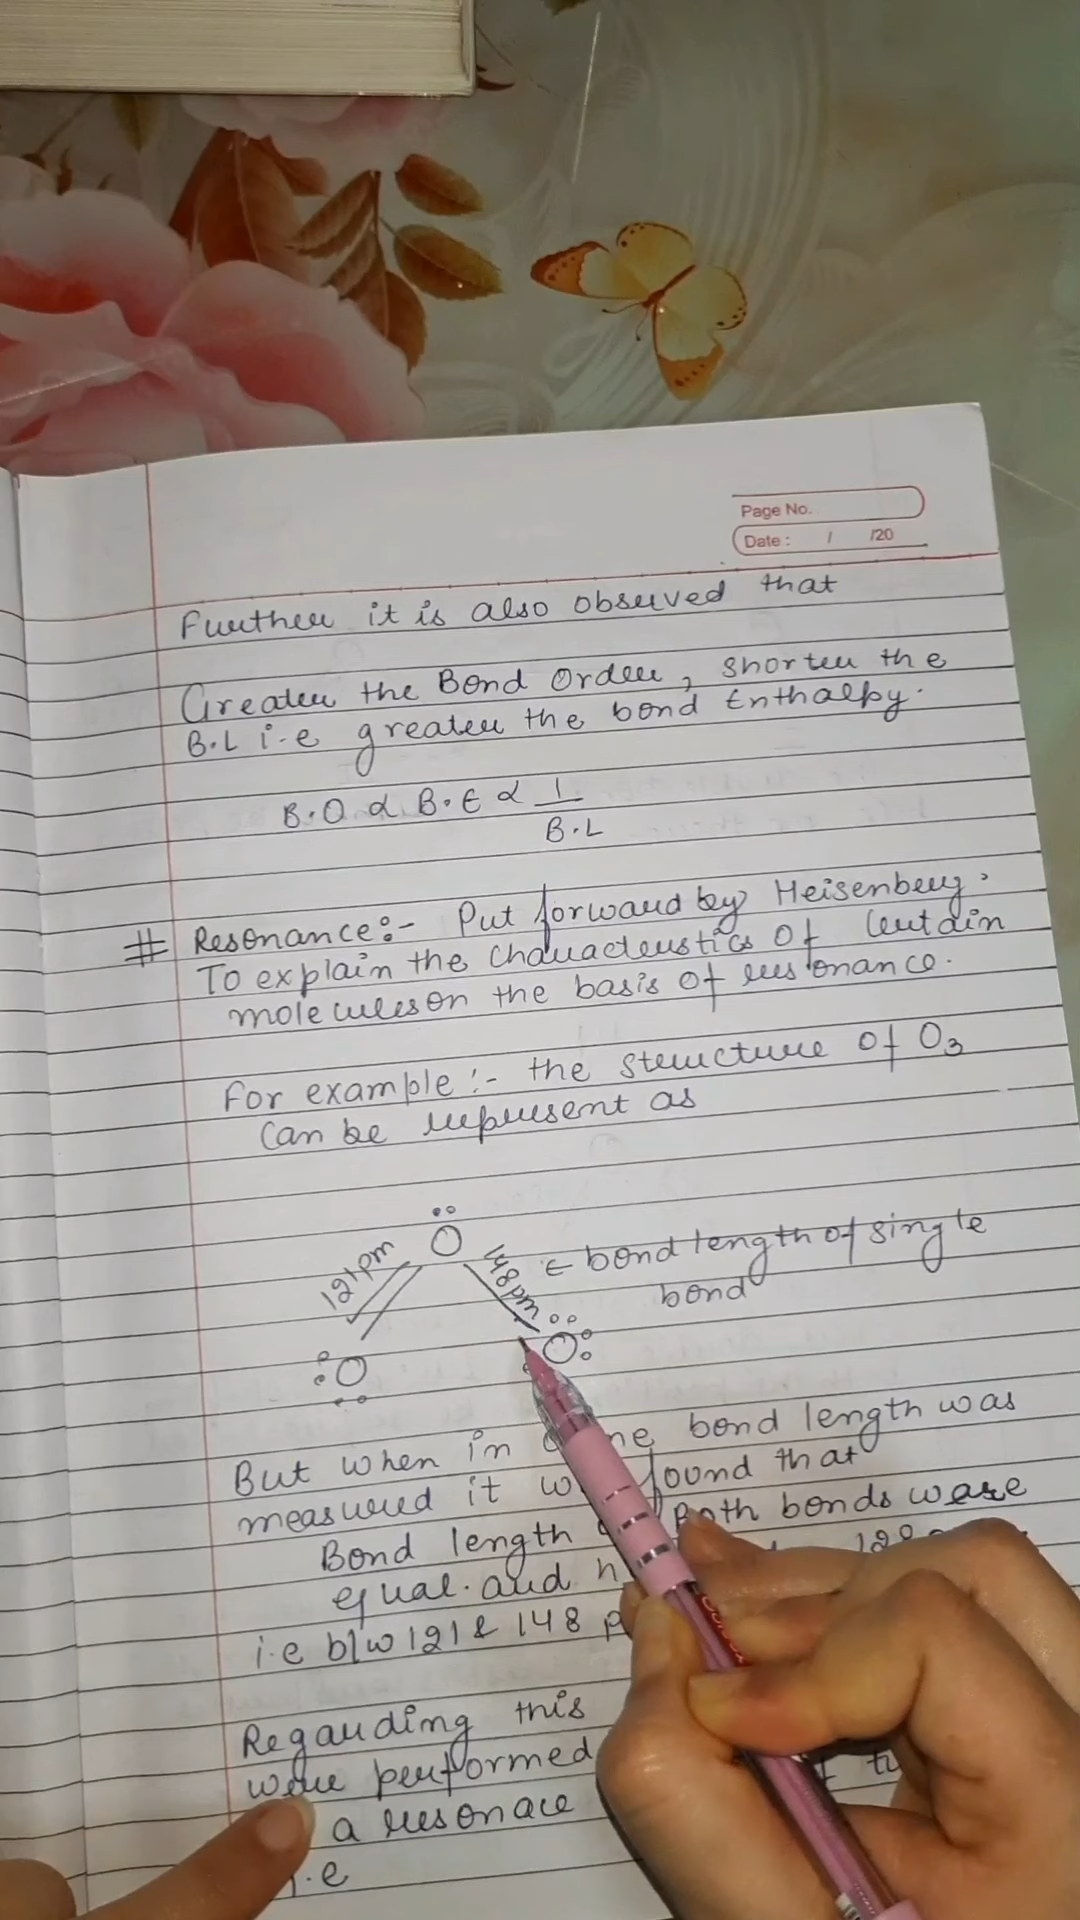 Page No.
Date : / /20
Further it is also observed that
Greater the Bond Order, shorter the
B.L i-e greater the bond Enthalpy.
B.O α B.E α 1
B.L
# Resonance:- Put forward by Heisenberg.
To explain the characteristics of certain
molecules on the basis of resonance.
For example:- the structure of O3
can be represent as
O
121pm 148pm ← bond length of single
bond
O O
But when in bond length was
measured it found that
Bond length Both bonds were
equal. and
i.e b/w 121 & 148
Regarding this
were performed
a resonace
i.e